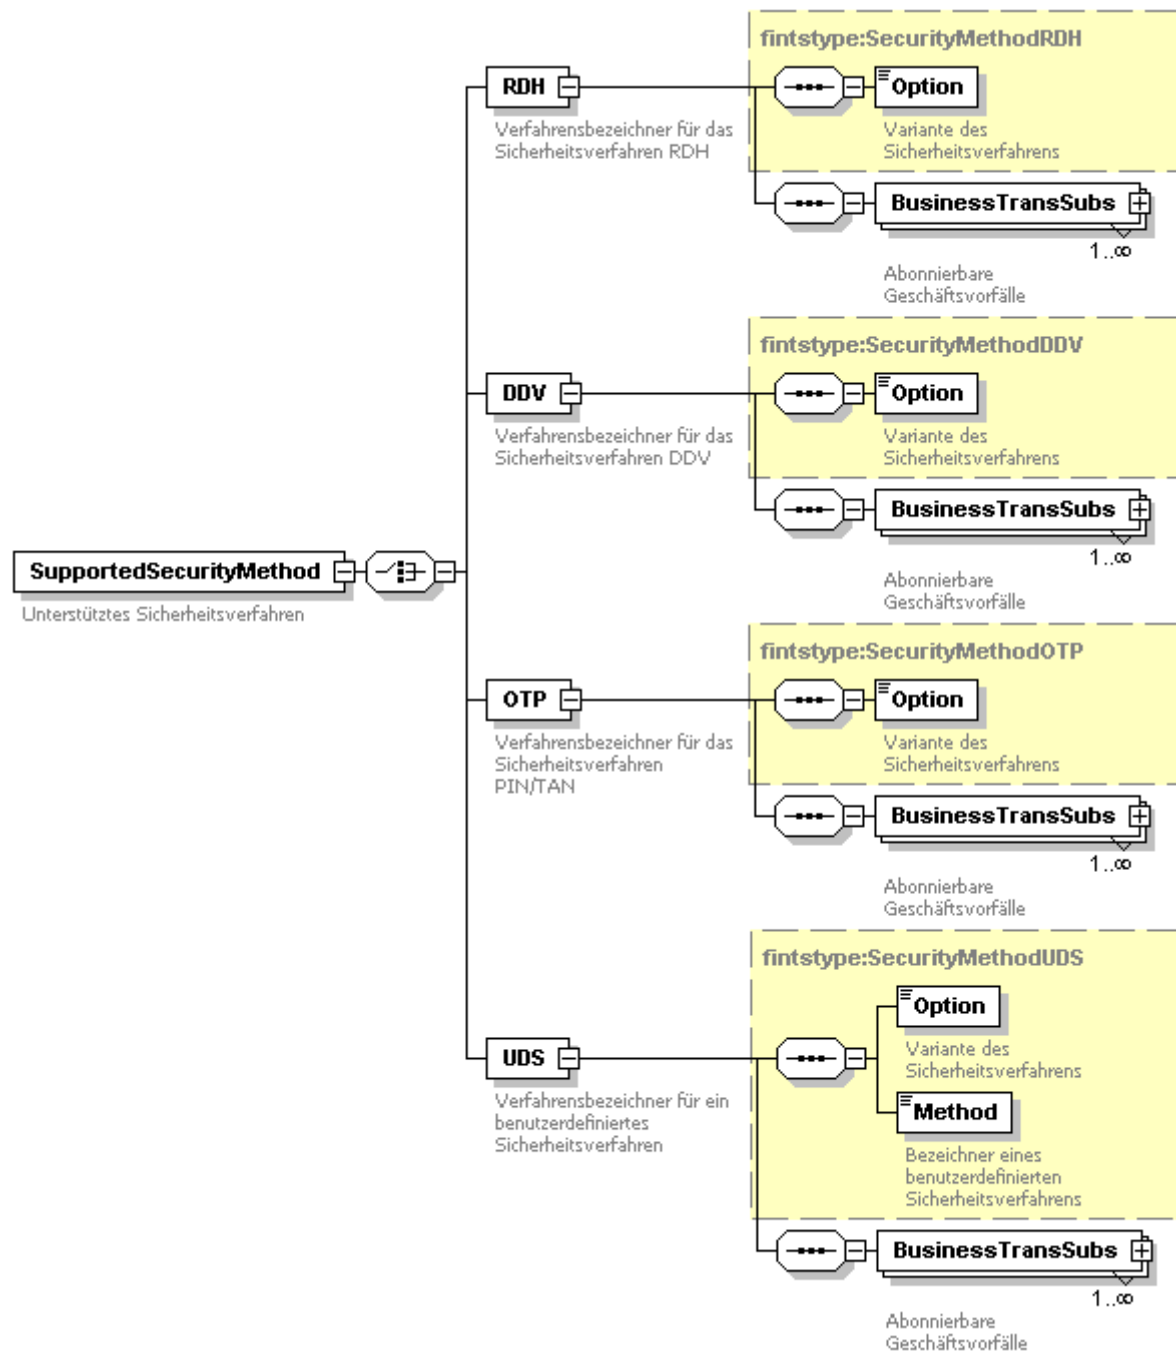 fintstype:SecurityMethodRDH
RDH
Option
Verfahrensbezeichner für das
Sicherheitsverfahren RDH
Variante des
Sicherheitsverfahrens
BusinessTransSubs
1..∞
Abonnierbare
Geschäftsvorfälle
fintstype:SecurityMethodDDV
DDV
Option
Verfahrensbezeichner für das
Sicherheitsverfahren DDV
Variante des
Sicherheitsverfahrens
BusinessTransSubs
1..∞
Abonnierbare
Geschäftsvorfälle
SupportedSecurityMethod
Unterstütztes Sicherheitsverfahren
fintstype:SecurityMethodOTP
OTP
Option
Verfahrensbezeichner für das
Sicherheitsverfahren
PIN/TAN
Variante des
Sicherheitsverfahrens
BusinessTransSubs
1..∞
Abonnierbare
Geschäftsvorfälle
fintstype:SecurityMethodUDS
Option
Variante des
Sicherheitsverfahrens
UDS
Verfahrensbezeichner für ein
benutzerdefiniertes
Sicherheitsverfahren
Method
Bezeichner eines
benutzerdefinierten
Sicherheitsverfahrens
BusinessTransSubs
1..∞
Abonnierbare
Geschäftsvorfälle